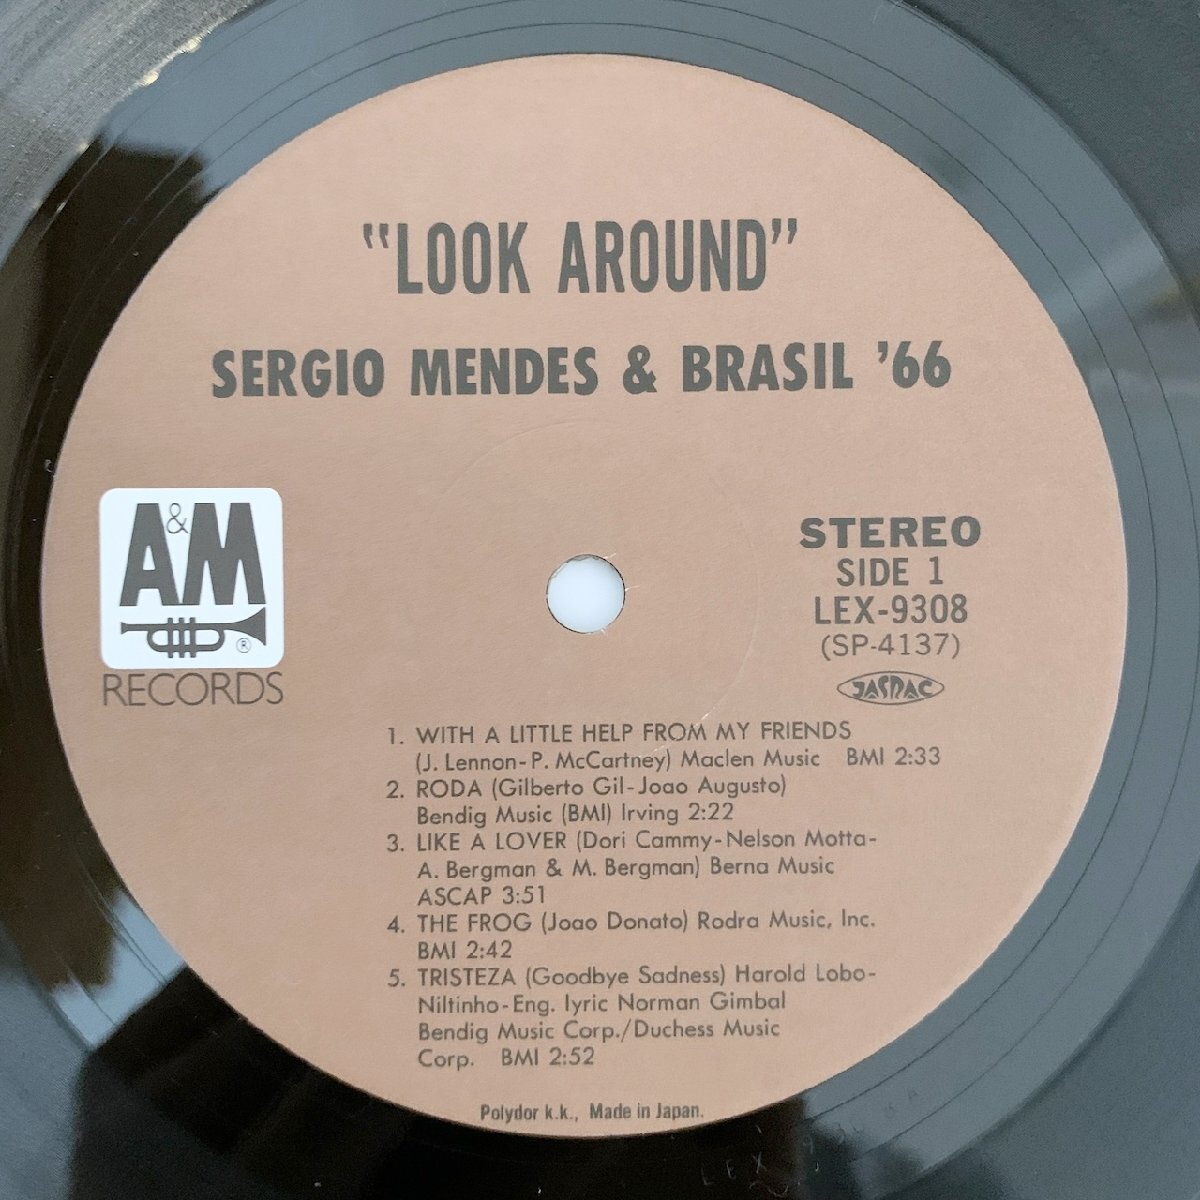 "LOOK AROUND"
SERGIO MENDES & BRASIL '66
A&M
®
RECORDS
STEREO
SIDE 1
LEX-9308
(SP-4137)
JASRAC
1. WITH A LITTLE HELP FROM MY FRIENDS
(J. Lennon-P. McCartney) Maclen Music BMI 2:33
2. RODA (Gilberto Gil-Joao Augusto)
Bendig Music (BMI) Irving 2:22
3. LIKE A LOVER (Dori Cammy-Nelson Motta-
A. Bergman & M. Bergman) Berna Music
ASCAP 3:51
4. THE FROG (Joao Donato) Rodra Music, Inc.
BMI 2:42
5. TRISTEZA (Goodbye Sadness) Harold Lobo-
Niltinho-Eng. lyric Norman Gimbal
Bendig Music Corp./Duchess Music
Corp. BMI 2:52
Polydor k.k., Made in Japan.
LEX